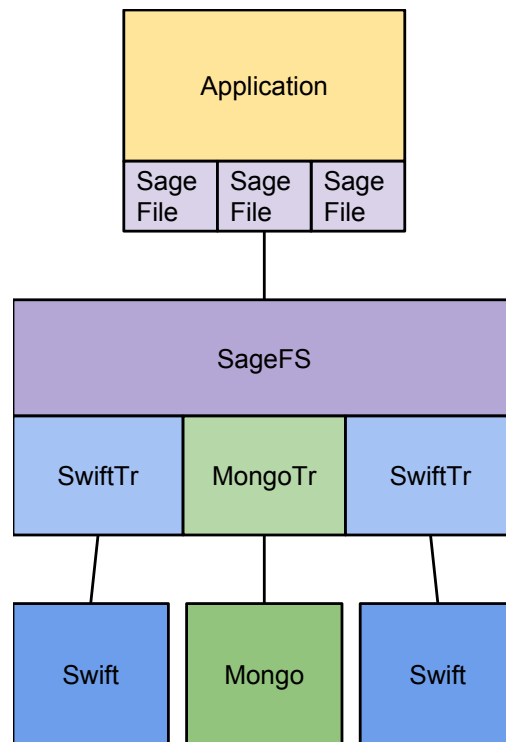 Application
Sage Sage Sage
File File File
SageFS
SwiftTr MongoTr SwiftTr
Swift Mongo Swift